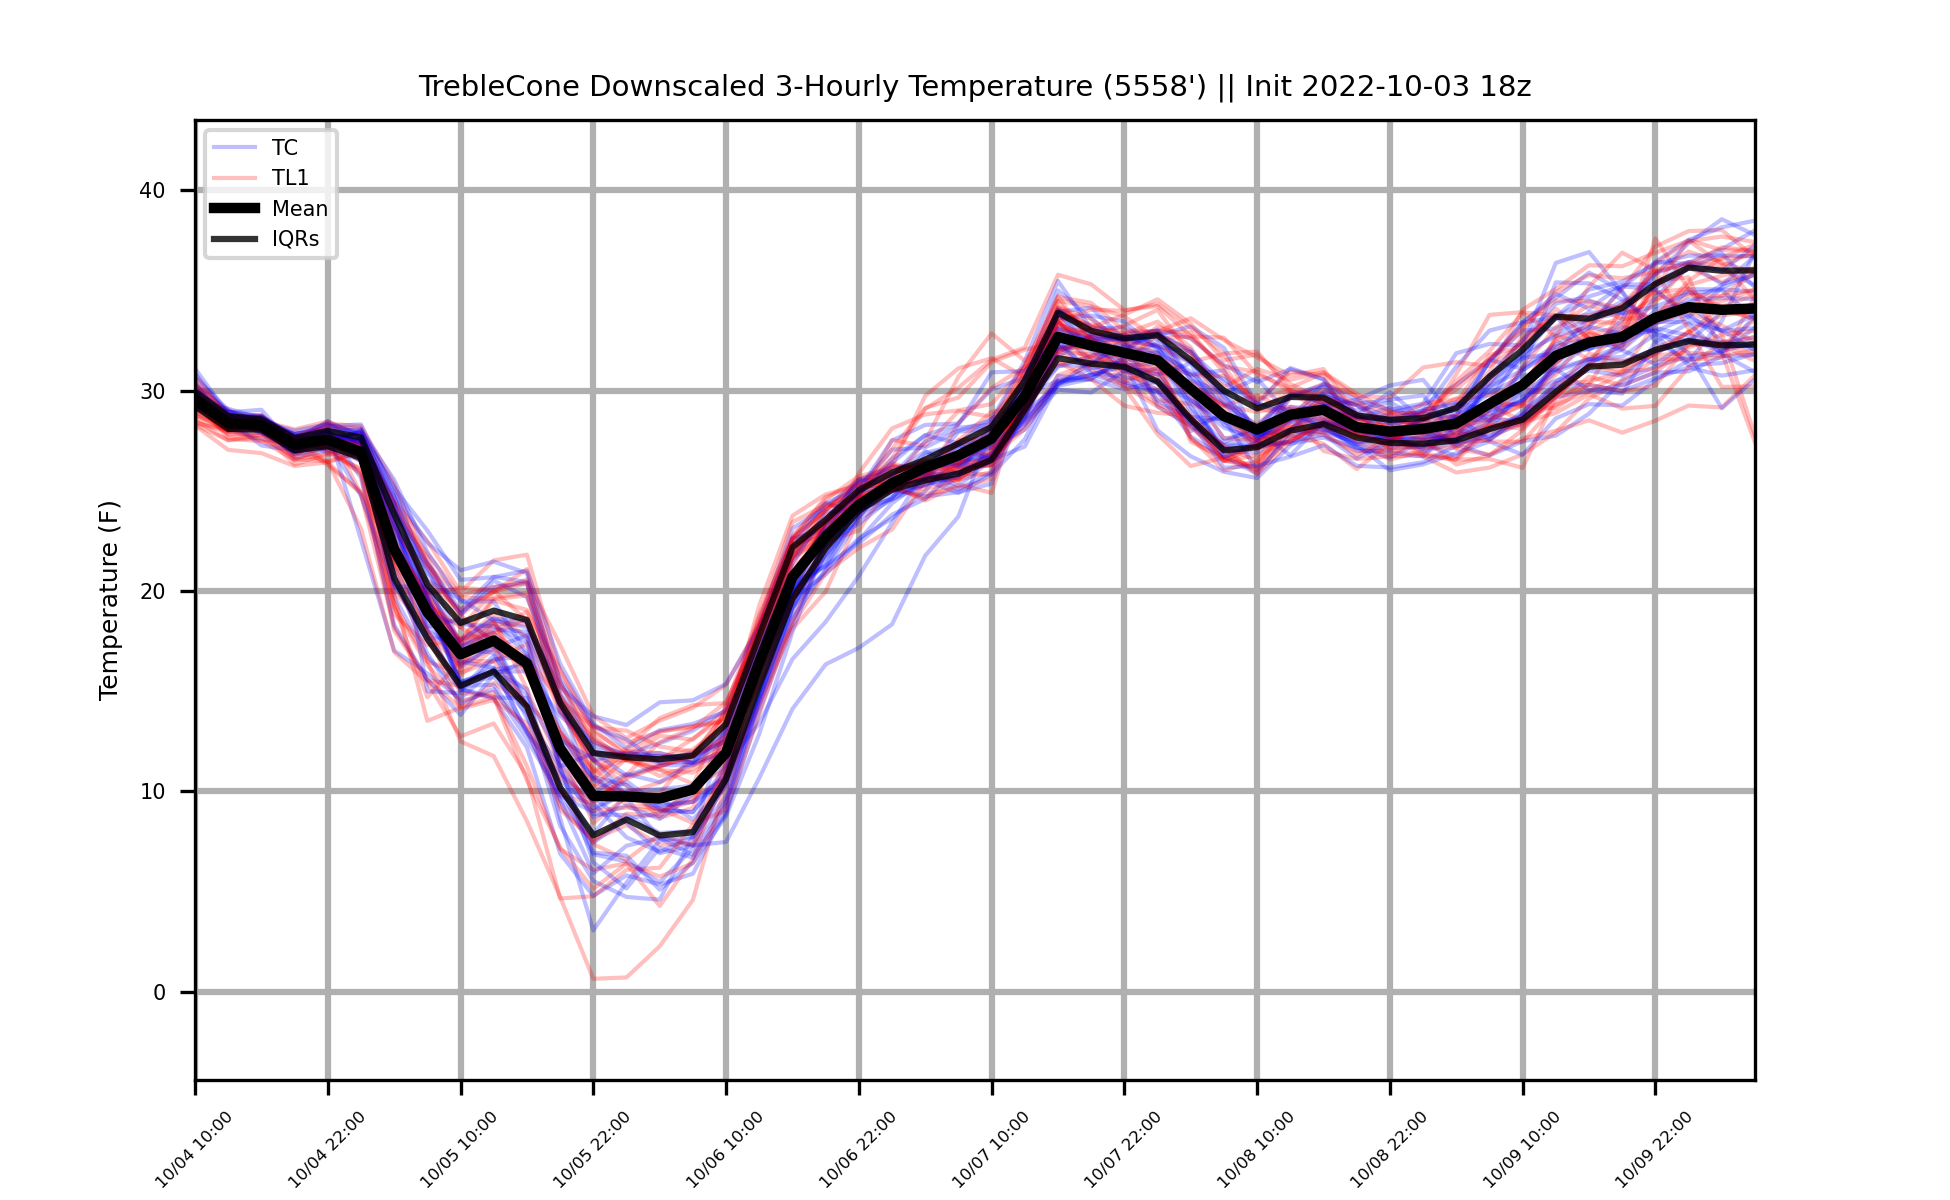 TrebleCone Downscaled 3-Hourly Temperature (5558') || Init 2022-10-03 18z
TC
TL1
Mean
IQRs
Temperature (F)
40
30
20
10
0
10/04 10:00
10/04 22:00
10/05 10:00
10/05 22:00
10/06 10:00
10/06 22:00
10/07 10:00
10/07 22:00
10/08 10:00
10/08 22:00
10/09 10:00
10/09 22:00